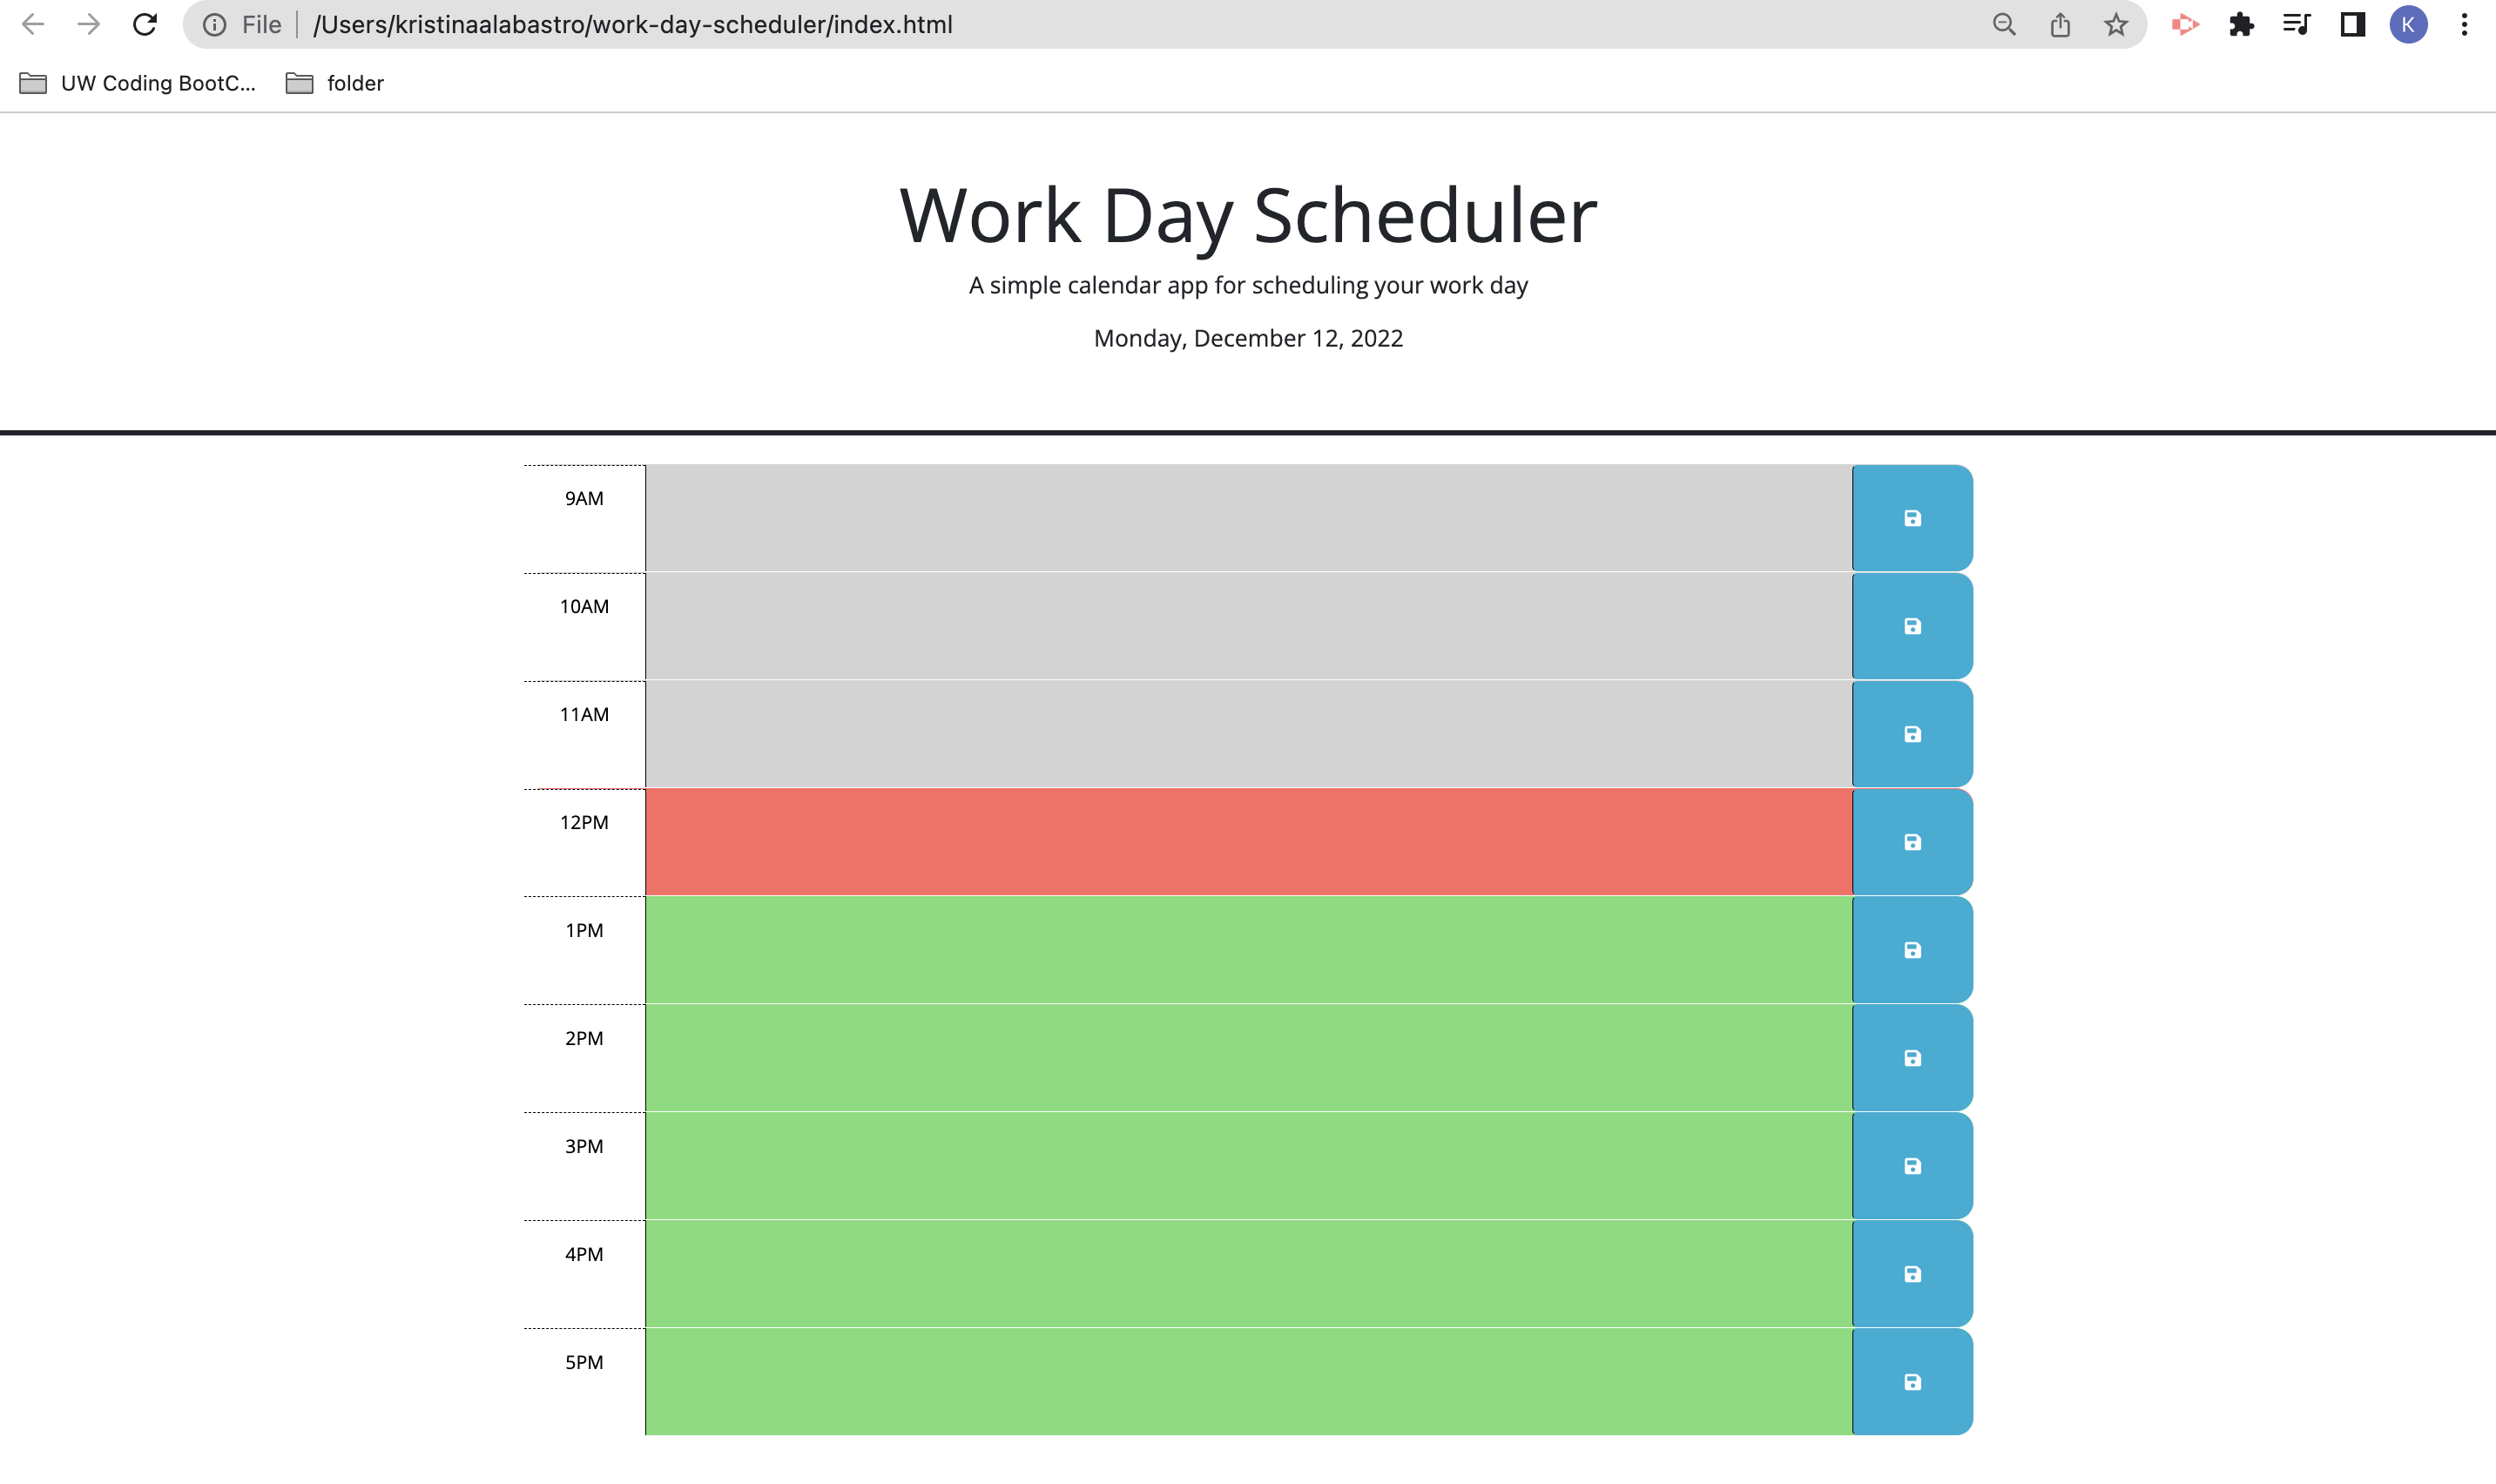 File /Users/kristinaalabastro/work-day-scheduler/index.html
K
UW Coding BootC... folder
Work Day Scheduler
A simple calendar app for scheduling your work day
Monday, December 12, 2022
9AM
10AM
11AM
12PM
1PM
2PM
3PM
4PM
5PM